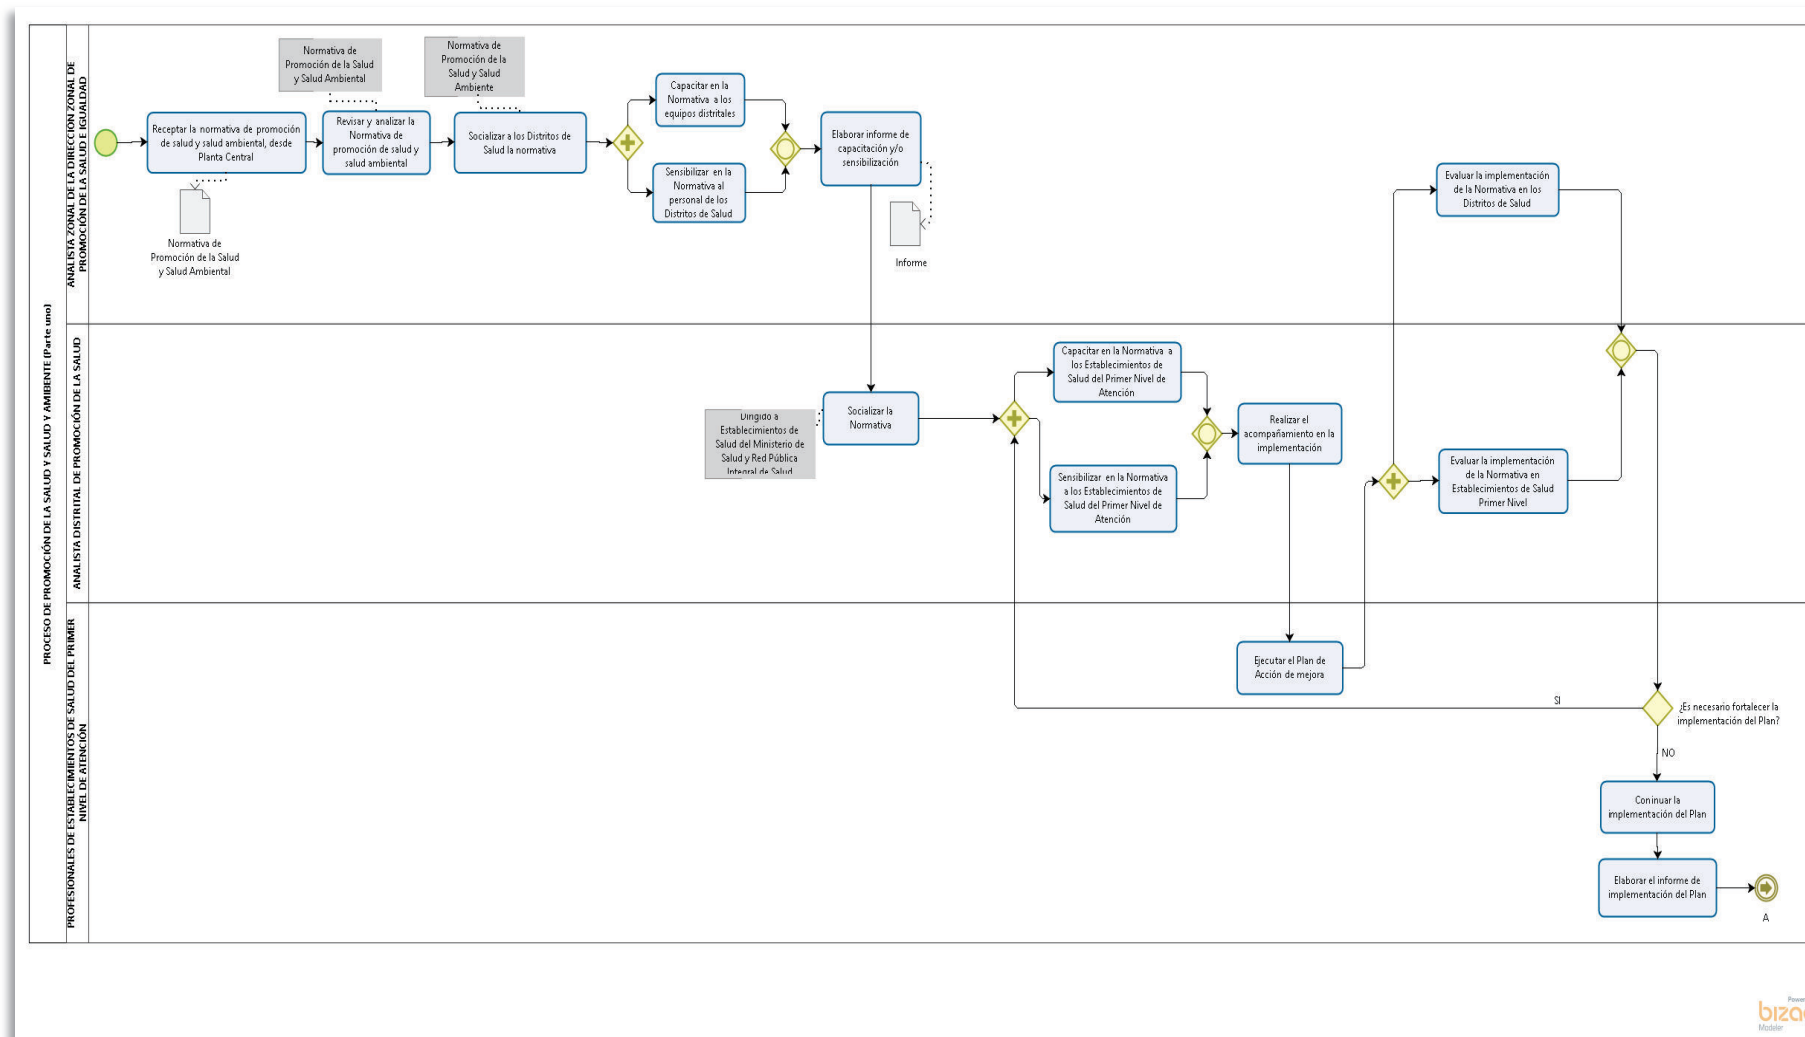 PROCESO DE PROMOCIÓN DE LA SALUD Y SALUD Y AMBIENTE (Parte uno)
ANALISTA ZONAL DE LA DIRECCIÓN ZONAL DE
PROMOCIÓN DE LA SALUD E IGUALDAD
Receptar la normativa de promoción
de salud y salud ambiental, desde
Planta Central
Normativa de
Promoción de la Salud
y Salud Ambiental
Normativa de
Promoción de la Salud
y Salud Ambiental
Revisar y analizar la
Normativa de
promoción de salud y
salud ambiental
Normativa de
Promoción de la
Salud y Salud
Ambiente
Socializar a los Distritos de
Salud la normativa
Capacitar en la
Normativa a los
equipos distritales
Sensibilizar en la
Normativa al
personal de los
Distritos de Salud
Elaborar informe de
capacitación y/o
sensibilización
Informe
Evaluar la implementación
de la Normativa en los
Distritos de Salud
ANALISTA DISTRITAL DE PROMOCIÓN DE LA SALUD
Dirigido a
Establecimientos de
Salud del Ministerio de
Salud y Red Pública
Integral de Salud
Socializar la
Normativa
Capacitar en la Normativa a
los Establecimientos de
Salud del Primer Nivel de
Atención
Sensibilizar en la Normativa
a los Establecimientos de
Salud del Primer Nivel de
Atención
Realizar el
acompañamiento en la
implementación
Evaluar la implementación
de la Normativa en
Establecimientos de Salud
Primer Nivel
PROFESIONALES DE ESTABLECIMIENTOS DE SALUD DEL PRIMER
NIVEL DE ATENCIÓN
Ejecutar el Plan de
Acción de mejora
SI
¿Es necesario fortalecer la
implementación del Plan?
NO
Coninuar la
implementación del Plan
Elaborar el informe de
implementación del Plan
A
Power
bizag
Modeler